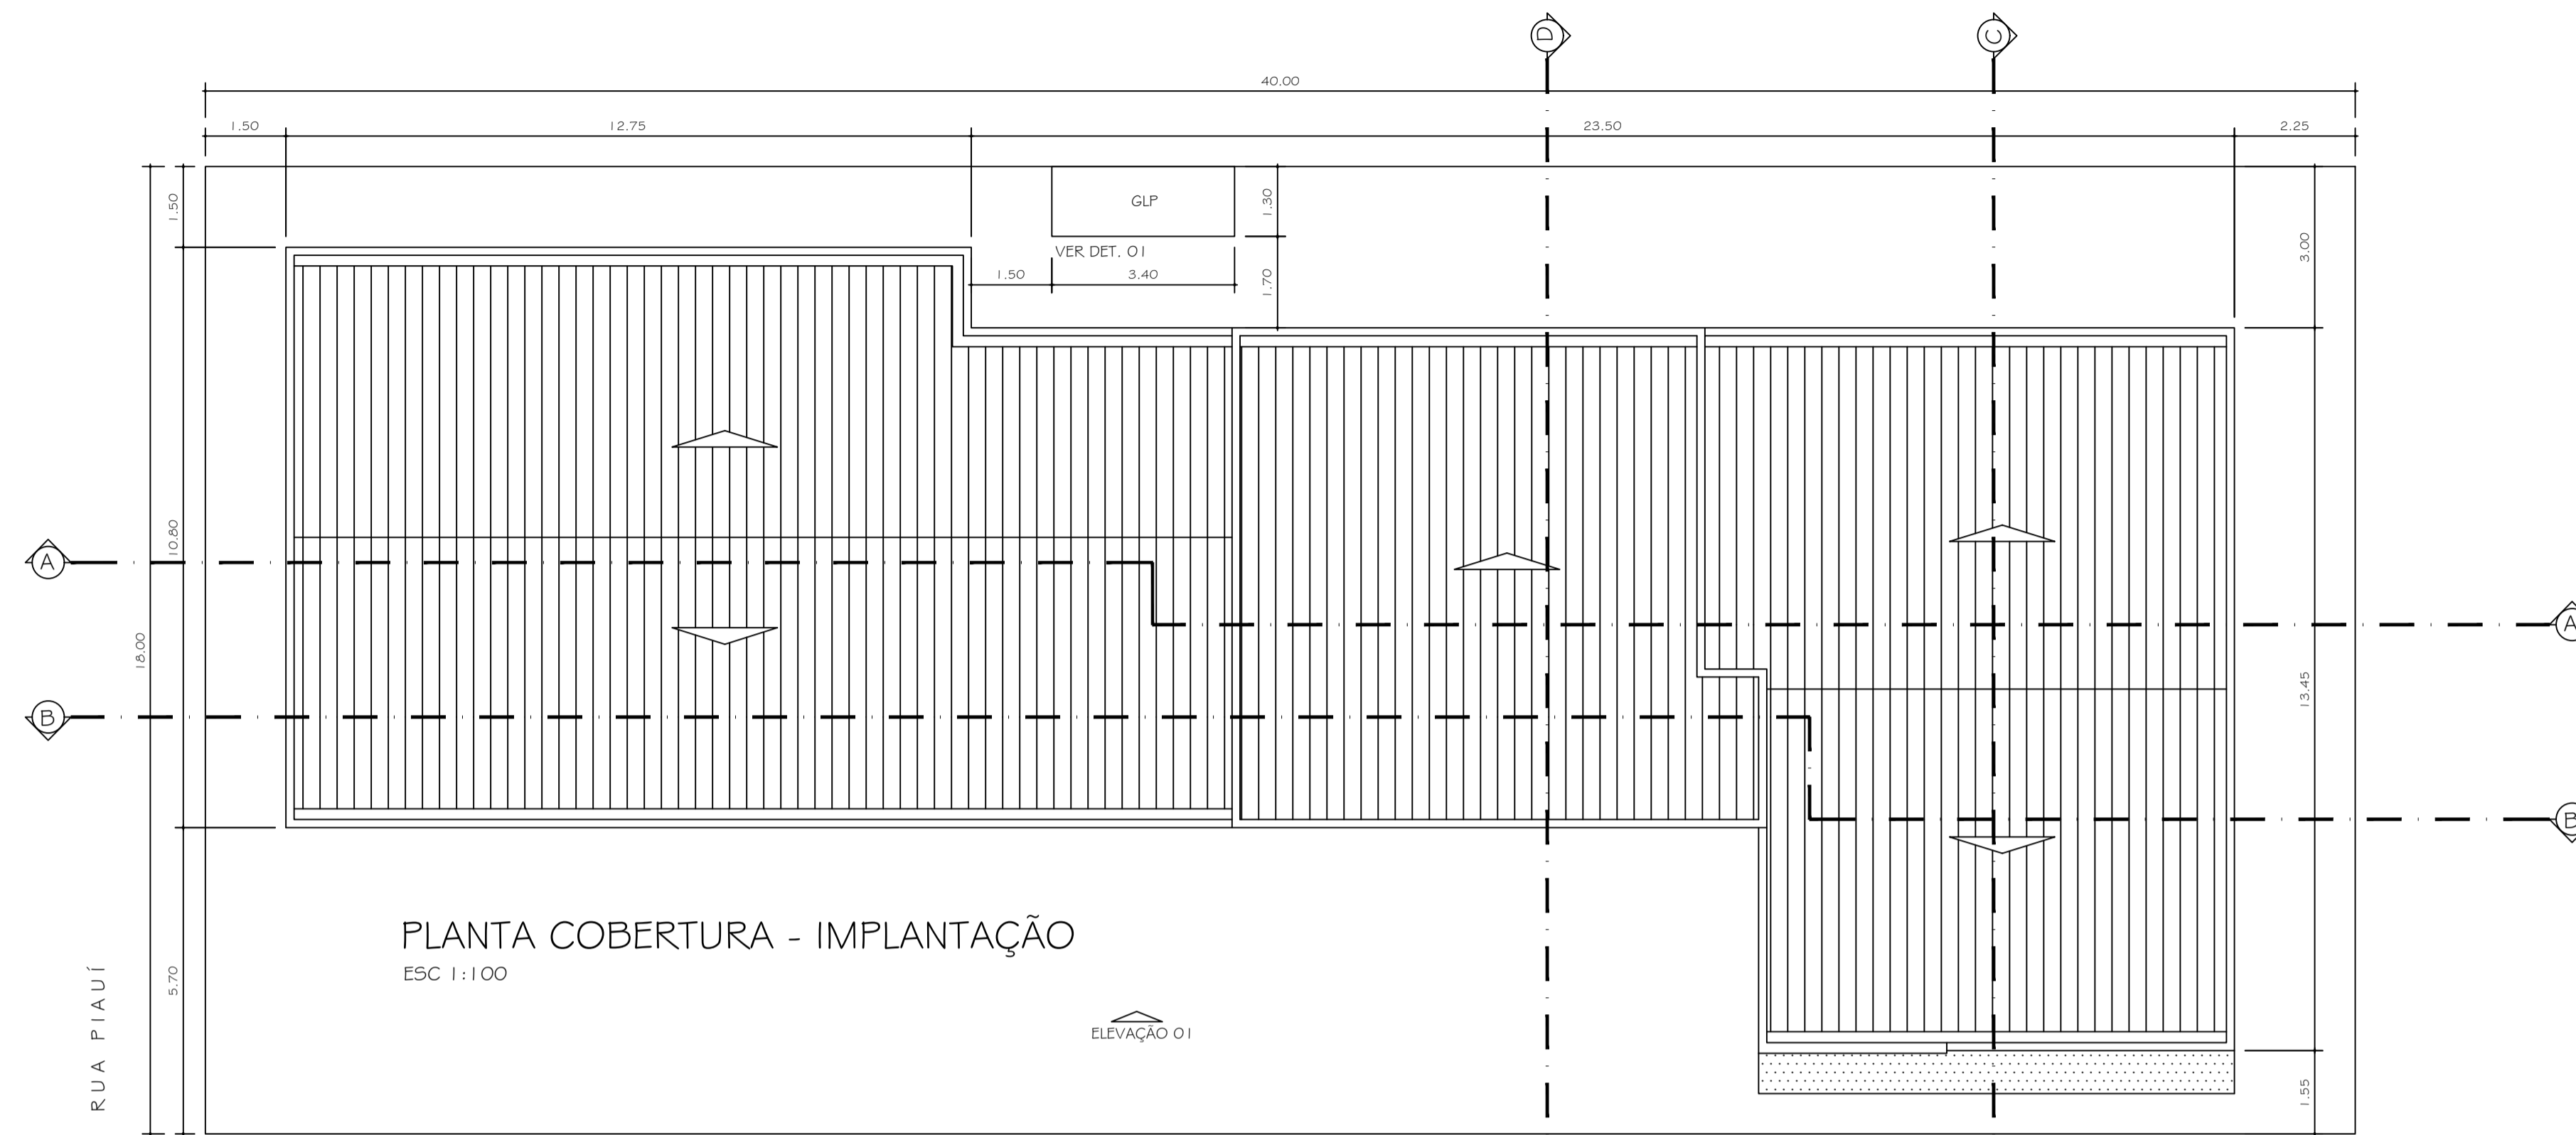 D
C
40.00
1.50
12.75
23.50
2.25
1.50
GLP
1.30
3.00
VER DET. 01
1.50
3.40
1.70
10.80
A
A
18.00
13.45
B
B
PLANTA COBERTURA - IMPLANTAÇÃO
ESC 1:100
5.70
RUA PIAUÍ
ELEVAÇÃO 01
1.55